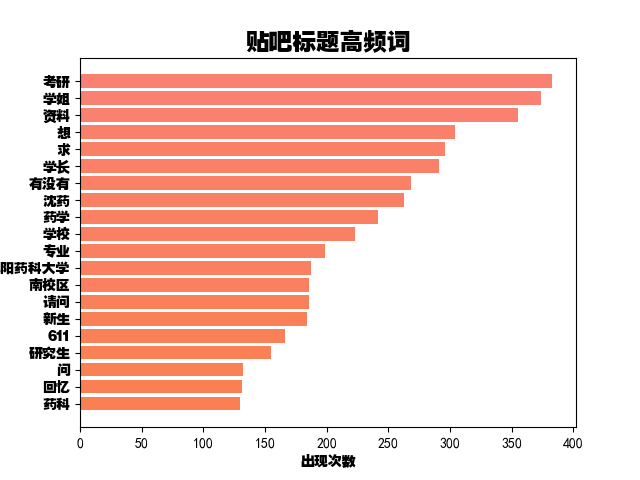 贴吧标题高频词
考研
学姐
资料
想
求
学长
有没有
沈药
药学
学校
专业
阳药科大学
南校区
请问
新生
611
研究生
问
回忆
药科
0 50 100 150 200 250 300 350 400
出现次数